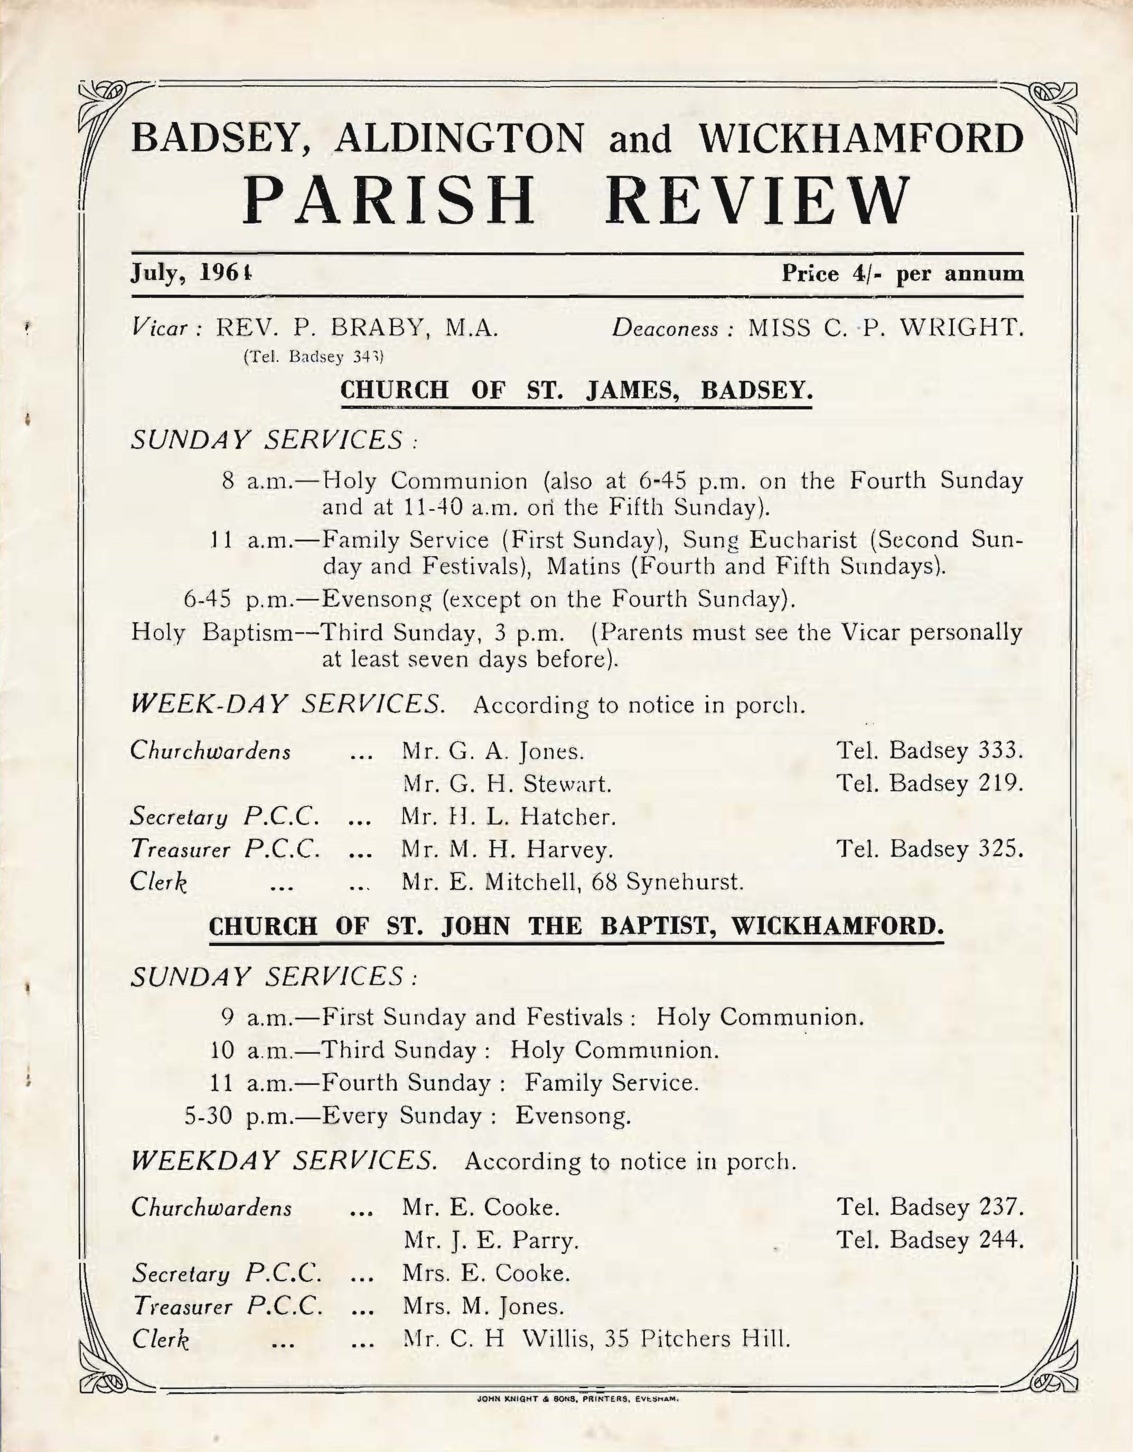 BADSEY, ALDINGTON and WICKHAMFORD
PARISH REVIEW
July, 1961 Price 4/- per annum
Vicar : REV. P. BRABY, M.A. Deaconess : MISS C. P. WRIGHT.
(Tel. Badsey 343)
CHURCH OF ST. JAMES, BADSEY.
SUNDAY SERVICES :
8 a.m.—Holy Communion (also at 6-45 p.m. on the Fourth Sunday
and at 11-40 a.m. on the Fifth Sunday).
11 a.m.—Family Service (First Sunday), Sung Eucharist (Second Sun-
day and Festivals), Matins (Fourth and Fifth Sundays).
6-45 p.m.—Evensong (except on the Fourth Sunday).
Holy Baptism—Third Sunday, 3 p.m. (Parents must see the Vicar personally
at least seven days before).
WEEK-DAY SERVICES. According to notice in porch.
Churchwardens ... Mr. G. A. Jones. Tel. Badsey 333.
Mr. G. H. Stewart. Tel. Badsey 219.
Secretary P.C.C. ... Mr. H. L. Hatcher.
Treasurer P.C.C. ... Mr. M. H. Harvey. Tel. Badsey 325.
Clerk ... ... Mr. E. Mitchell, 68 Synehurst.
CHURCH OF ST. JOHN THE BAPTIST, WICKHAMFORD.
SUNDAY SERVICES :
9 a.m.—First Sunday and Festivals : Holy Communion.
10 a.m.—Third Sunday : Holy Communion.
11 a.m.—Fourth Sunday : Family Service.
5-30 p.m.—Every Sunday : Evensong.
WEEKDAY SERVICES. According to notice in porch.
Churchwardens ... Mr. E. Cooke. Tel. Badsey 237.
Mr. J. E. Parry. Tel. Badsey 244.
Secretary P.C.C. ... Mrs. E. Cooke.
Treasurer P.C.C. ... Mrs. M. Jones.
Clerk ... ... Mr. C. H Willis, 35 Pitchers Hill.
JOHN KNIGHT & SONS, PRINTERS, EVESHAM.